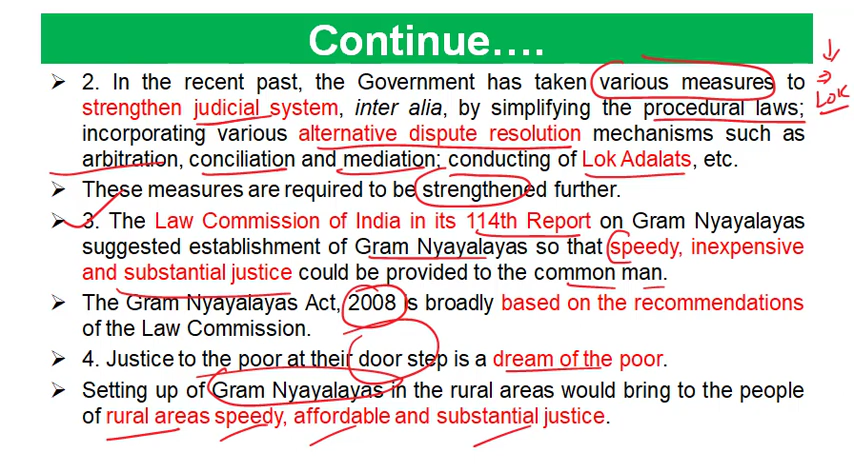 Continue….
➢ 2. In the recent past, the Government has taken various measures to
strengthen judicial system, inter alia, by simplifying the procedural laws;
incorporating various alternative dispute resolution mechanisms such as
arbitration, conciliation and mediation; conducting of Lok Adalats, etc.
➢ These measures are required to be strengthened further.
➢ 3. The Law Commission of India in its 114th Report on Gram Nyayalayas
suggested establishment of Gram Nyayalayas so that speedy, inexpensive
and substantial justice could be provided to the common man.
➢ The Gram Nyayalayas Act, 2008 is broadly based on the recommendations
of the Law Commission.
➢ 4. Justice to the poor at their door step is a dream of the poor.
➢ Setting up of Gram Nyayalayas in the rural areas would bring to the people
of rural areas speedy, affordable and substantial justice.
LOK